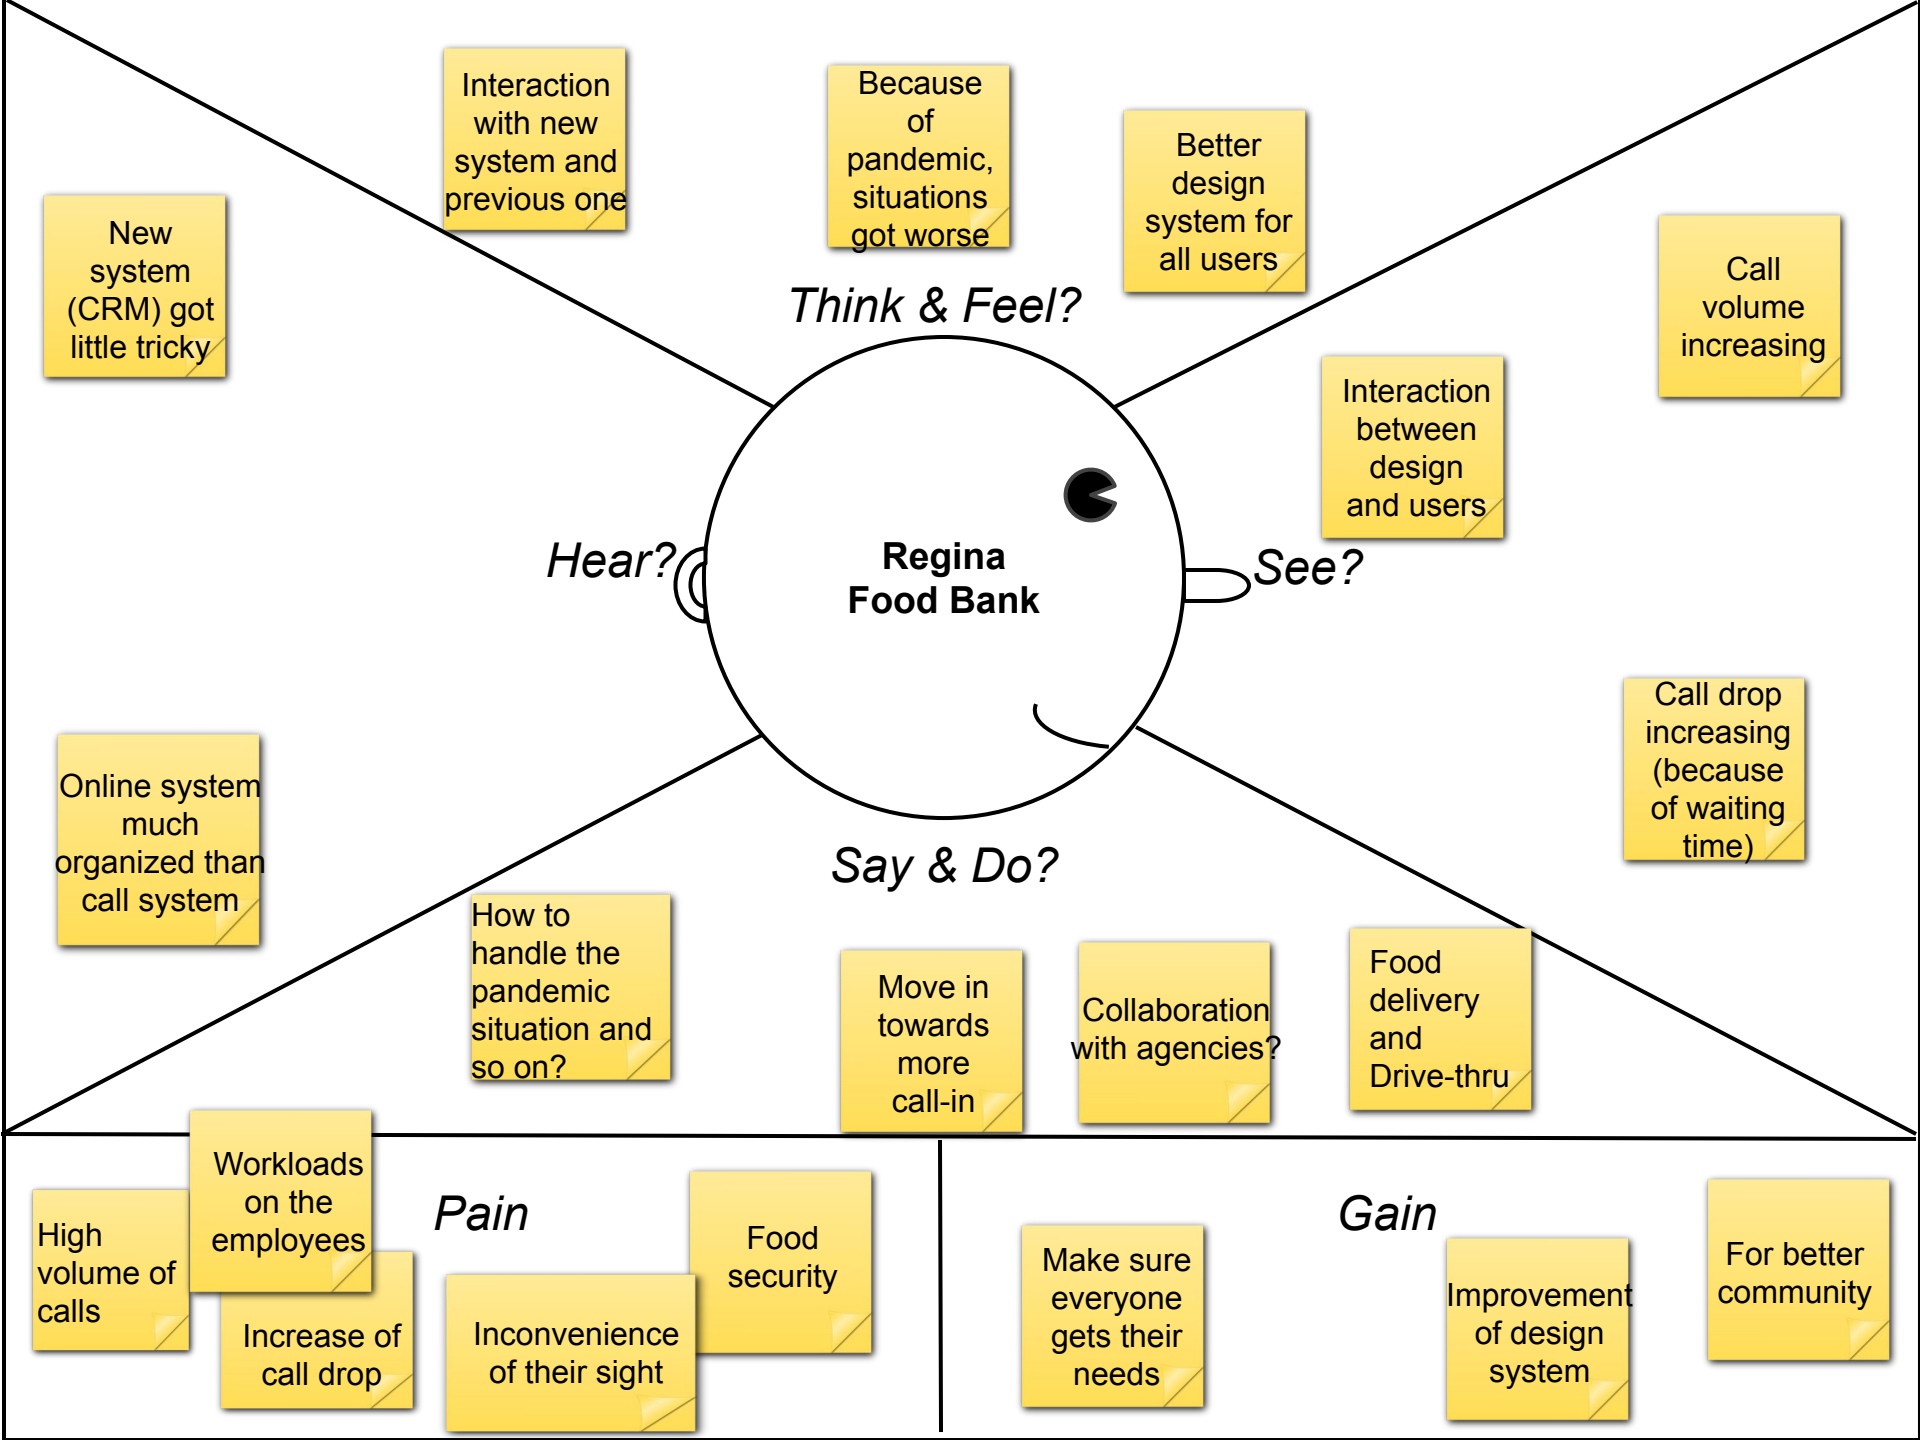 Interaction
with new
system and
previous one
Because
of
pandemic,
situations
got worse
Better
design
system for
all users
Think & Feel?
New
system
(CRM) got
little tricky
Online system
much
organized than
call system
Hear?
Regina
Food Bank
See?
Call
volume
increasing
Interaction
between
design
and users
Call drop
increasing
(because
of waiting
time)
Say & Do?
How to
handle the
pandemic
situation and
so on?
Move in
towards
more
call-in
Collaboration
with agencies?
Food
delivery
and
Drive-thru
Pain
High
volume of
calls
Workloads
on the
employees
Increase of
call drop
Inconvenience
of their sight
Food
security
Gain
Make sure
everyone
gets their
needs
Improvement
of design
system
For better
community